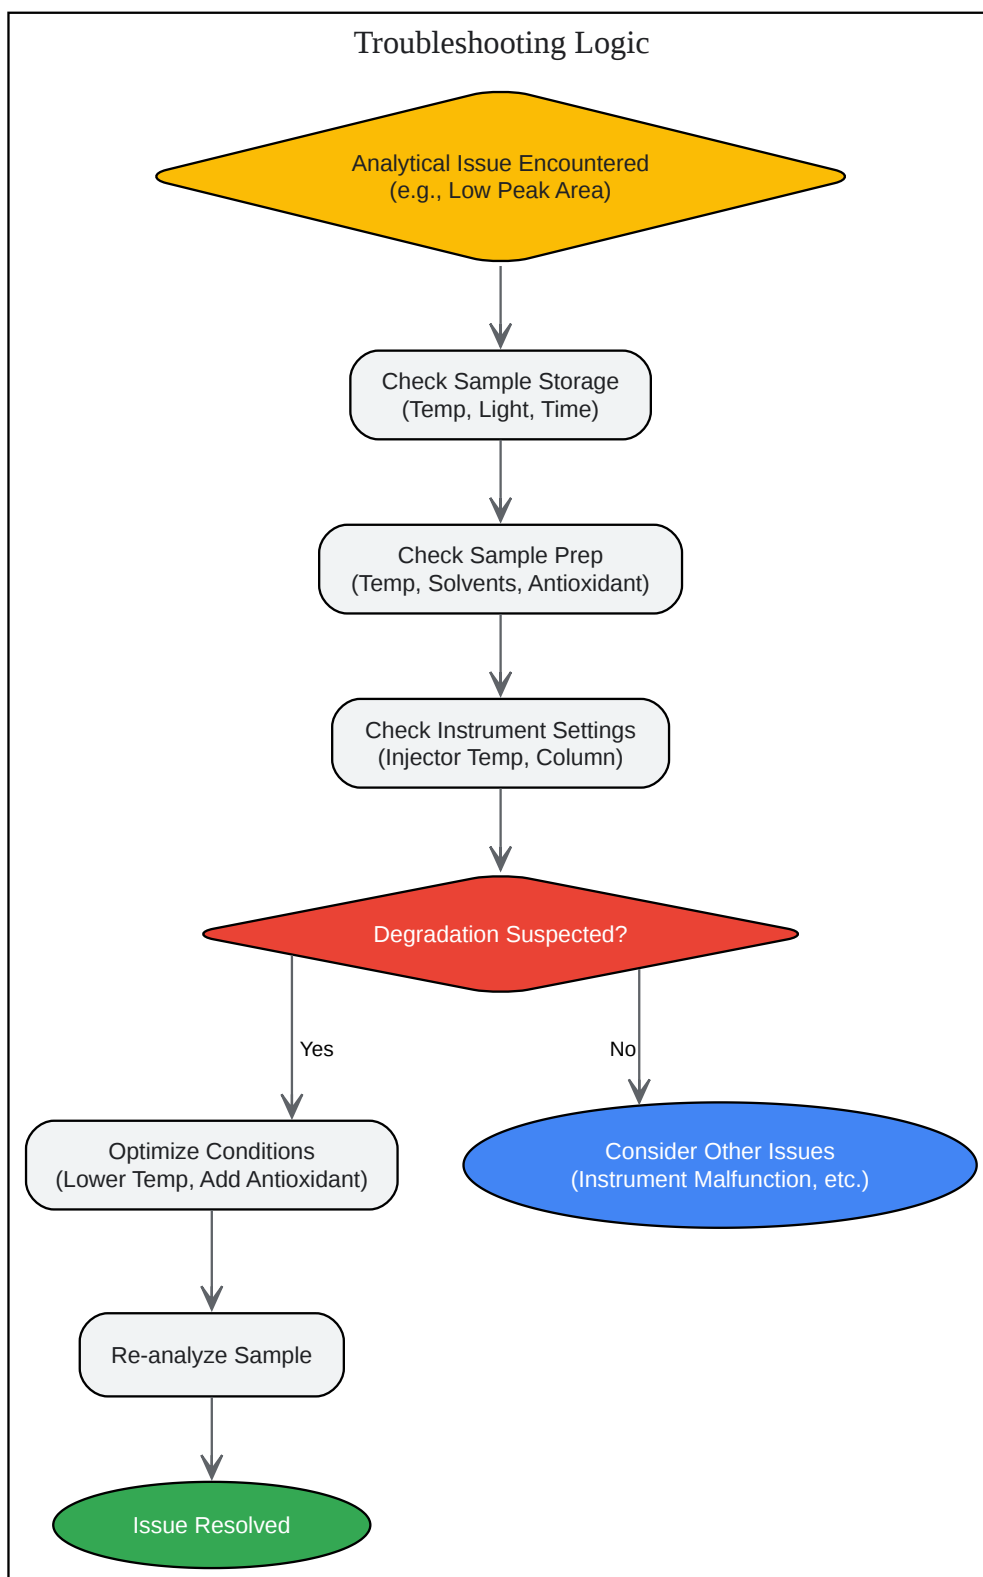 Troubleshooting Logic
Analytical Issue Encountered
(e.g., Low Peak Area)
Check Sample Storage
(Temp, Light, Time)
Check Sample Prep
(Temp, Solvents, Antioxidant)
Check Instrument Settings
(Injector Temp, Column)
Degradation Suspected?
Yes
No
Optimize Conditions
(Lower Temp, Add Antioxidant)
Consider Other Issues
(Instrument Malfunction, etc.)
Re-analyze Sample
Issue Resolved